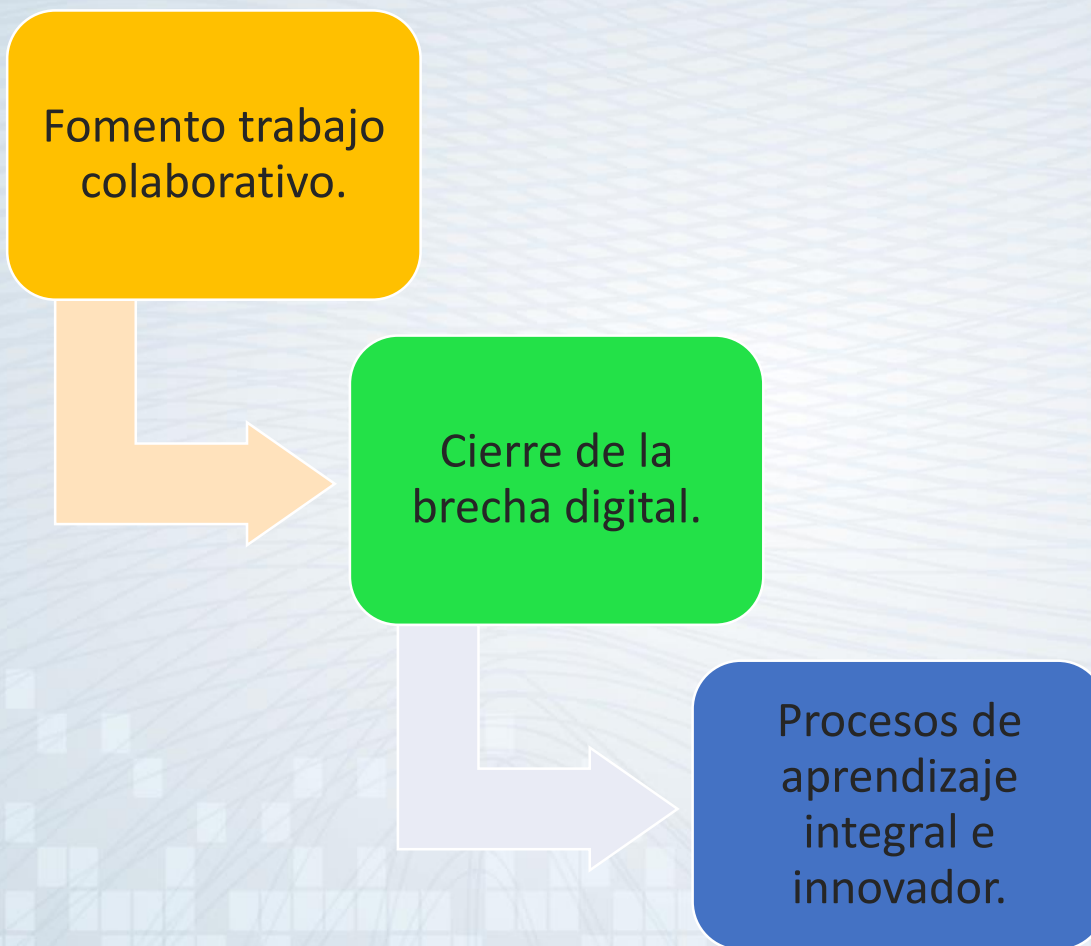 Fomento trabajo
colaborativo.
Cierre de la
brecha digital.
Procesos de
aprendizaje
integral e
innovador.